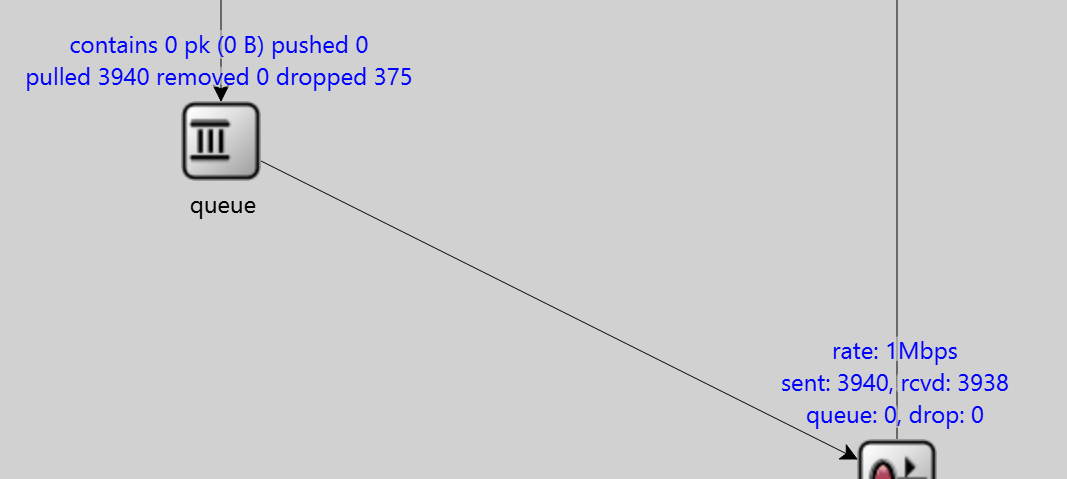 contains 0 pk (0 B) pushed 0
pulled 3940 removed 0 dropped 375
queue
rate: 1Mbps
sent: 3940, rcvd: 3938
queue: 0, drop: 0